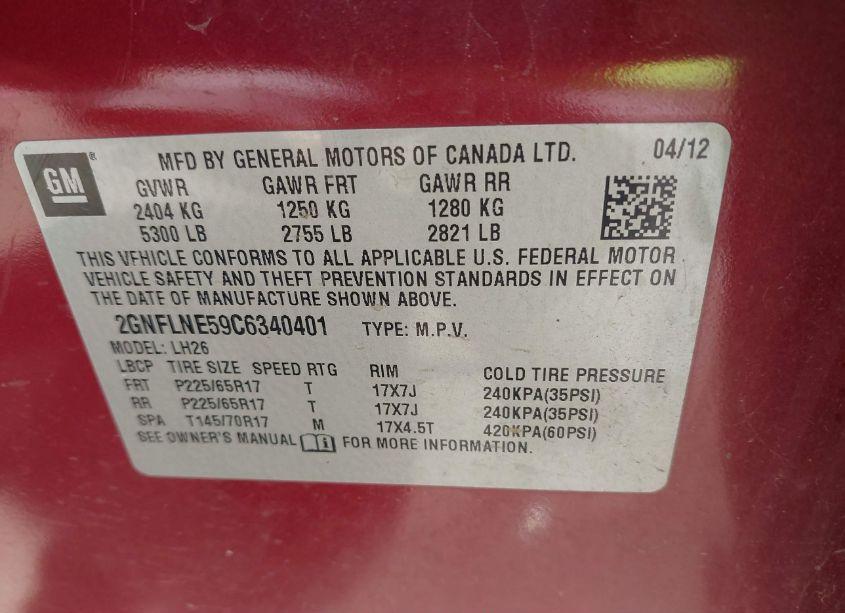 GM®
MFD BY GENERAL MOTORS OF CANADA LTD. 04/12
GVWR GAWR FRT GAWR RR
2404 KG 1250 KG 1280 KG
5300 LB 2755 LB 2821 LB
THIS VEHICLE CONFORMS TO ALL APPLICABLE U.S. FEDERAL MOTOR
VEHICLE SAFETY AND THEFT PREVENTION STANDARDS IN EFFECT ON
THE DATE OF MANUFACTURE SHOWN ABOVE.
2GNFLNE59C6340401 TYPE: M.P.V.
MODEL: LH26
LBCP TIRE SIZE SPEED RTG RIM COLD TIRE PRESSURE
FRT P225/65R17 T 17X7J 240KPA(35PSI)
RR P225/65R17 T 17X7J 240KPA(35PSI)
SPA T145/70R17 M 17X4.5T 420KPA(60PSI)
SEE OWNER'S MANUAL FOR MORE INFORMATION.